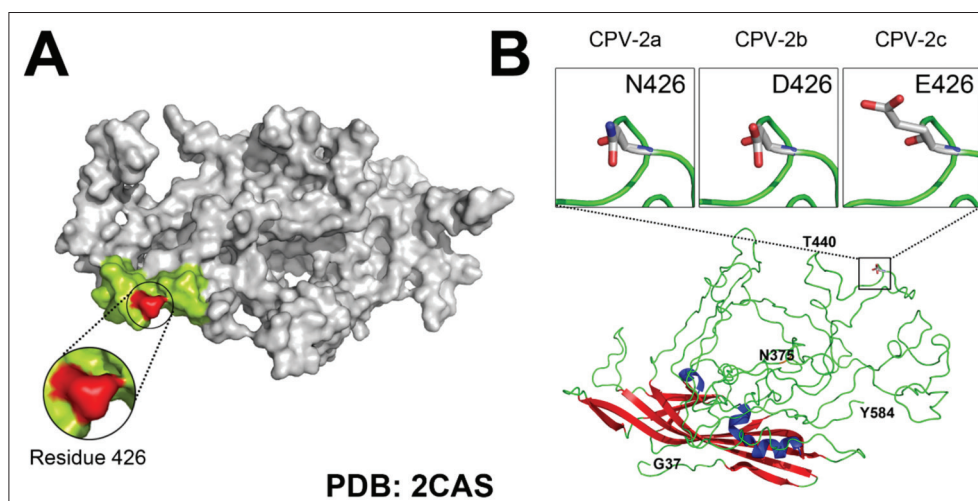 A
Residue 426
PDB: 2CAS
B
CPV-2a
CPV-2b
CPV-2c
N426
D426
E426
T440
N375
Y584
G37